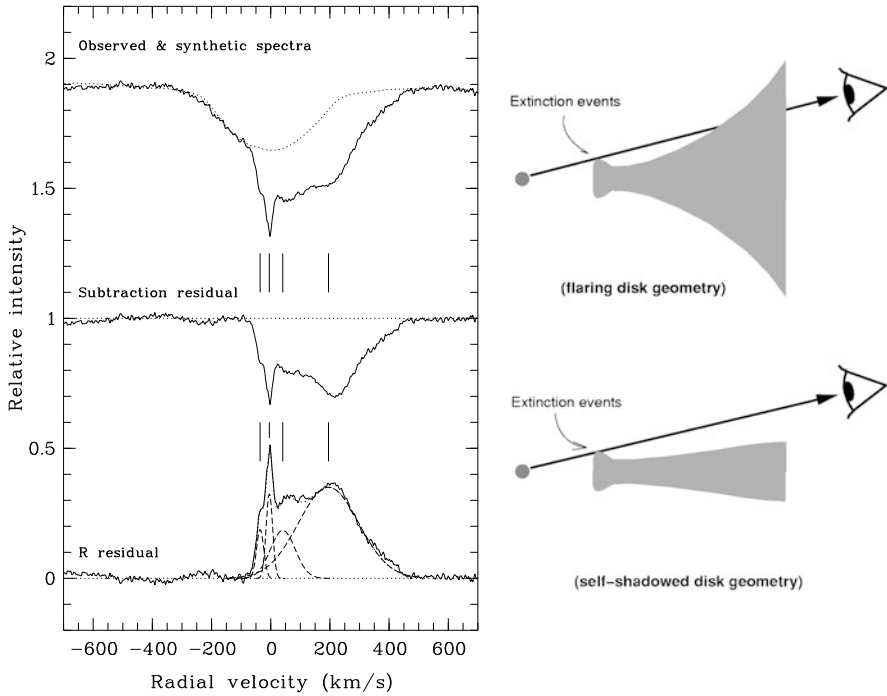 Observed & synthetic spectra
Subtraction residual
R residual
Relative intensity
2
1.5
1
0.5
0
−600 −400 −200 0 200 400 600
Radial velocity (km/s)
Extinction events
(flaring disk geometry)
Extinction events
(self−shadowed disk geometry)